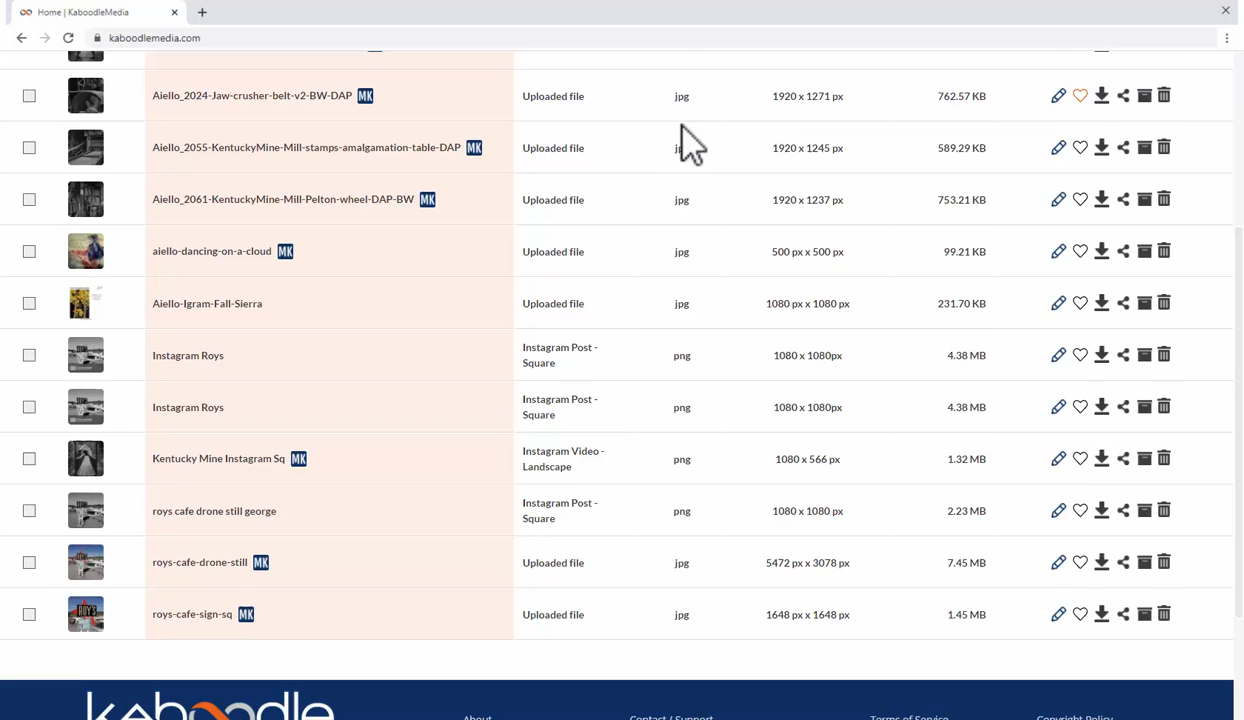 Home | KaboodleMedia
kaboodlemedia.com
Aiello_2024-Jaw-crusher-belt-v2-BW-DAP MK Uploaded file jpg 1920 x 1271 px 762.57 KB
Aiello_2055-KentuckyMine-Mill-stamps-amalgamation-table-DAP MK Uploaded file jpg 1920 x 1245 px 589.29 KB
Aiello_2061-KentuckyMine-Mill-Pelton-wheel-DAP-BW MK Uploaded file jpg 1920 x 1237 px 753.21 KB
aiello-dancing-on-a-cloud MK Uploaded file jpg 500 px x 500 px 99.21 KB
Aiello-Igram-Fall-Sierra Uploaded file jpg 1080 px x 1080 px 231.70 KB
Instagram Roys Instagram Post - Square png 1080 x 1080px 4.38 MB
Instagram Roys Instagram Post - Square png 1080 x 1080px 4.38 MB
Kentucky Mine Instagram Sq MK Instagram Video - Landscape png 1080 x 566 px 1.32 MB
roys cafe drone still george Instagram Post - Square png 1080 x 1080 px 2.23 MB
roys-cafe-drone-still MK Uploaded file jpg 5472 px x 3078 px 7.45 MB
roys-cafe-sign-sq MK Uploaded file jpg 1648 px x 1648 px 1.45 MB
kaboodle About Contact / Support Terms of Service Copyright Policy